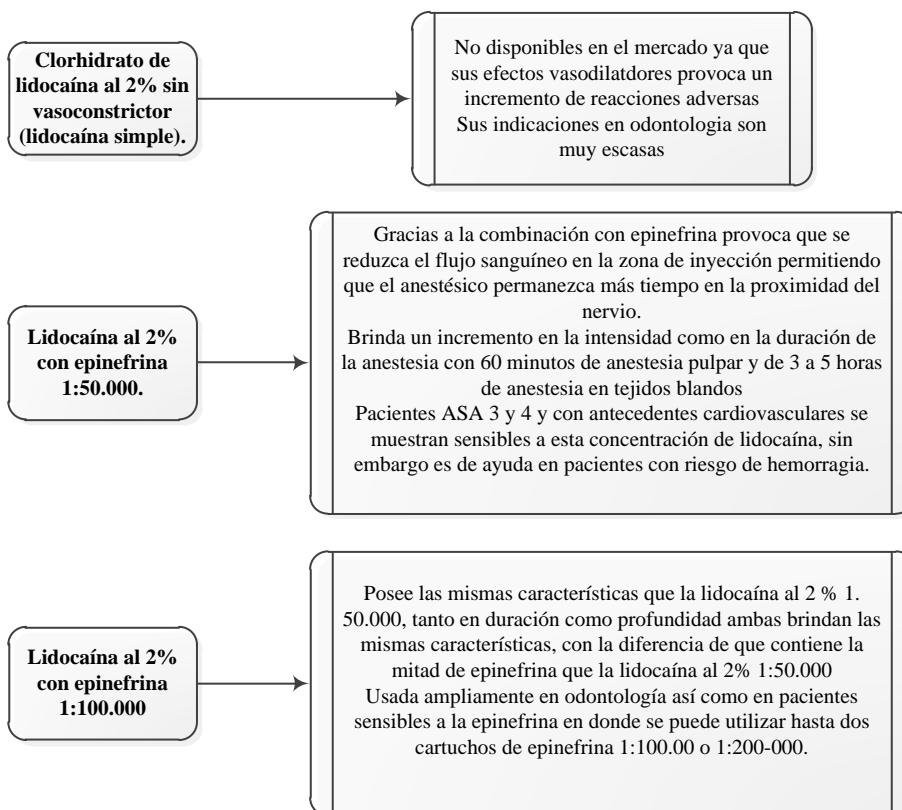 Clorhidrato de
lidocaína al 2% sin
vasoconstrictor
(lidocaína simple).
No disponibles en el mercado ya que
sus efectos vasodilatdores provoca un
incremento de reacciones adversas
Sus indicaciones en odontologia son
muy escasas
Lidocaína al 2%
con epinefrina
1:50.000.
Gracias a la combinación con epinefrina provoca que se
reduzca el flujo sanguíneo en la zona de inyección permitiendo
que el anestésico permanezca más tiempo en la proximidad del
nervio.
Brinda un incremento en la intensidad como en la duración de
la anestesia con 60 minutos de anestesia pulpar y de 3 a 5 horas
de anestesia en tejidos blandos
Pacientes ASA 3 y 4 y con antecedentes cardiovasculares se
muestran sensibles a esta concentración de lidocaína, sin
embargo es de ayuda en pacientes con riesgo de hemorragia.
Lidocaína al 2%
con epinefrina
1:100.000
Posee las mismas características que la lidocaína al 2 % 1.
50.000, tanto en duración como profundidad ambas brindan las
mismas características, con la diferencia de que contiene la
mitad de epinefrina que la lidocaína al 2% 1:50.000
Usada ampliamente en odontología así como en pacientes
sensibles a la epinefrina en donde se puede utilizar hasta dos
cartuchos de epinefrina 1:100.00 o 1:200-000.